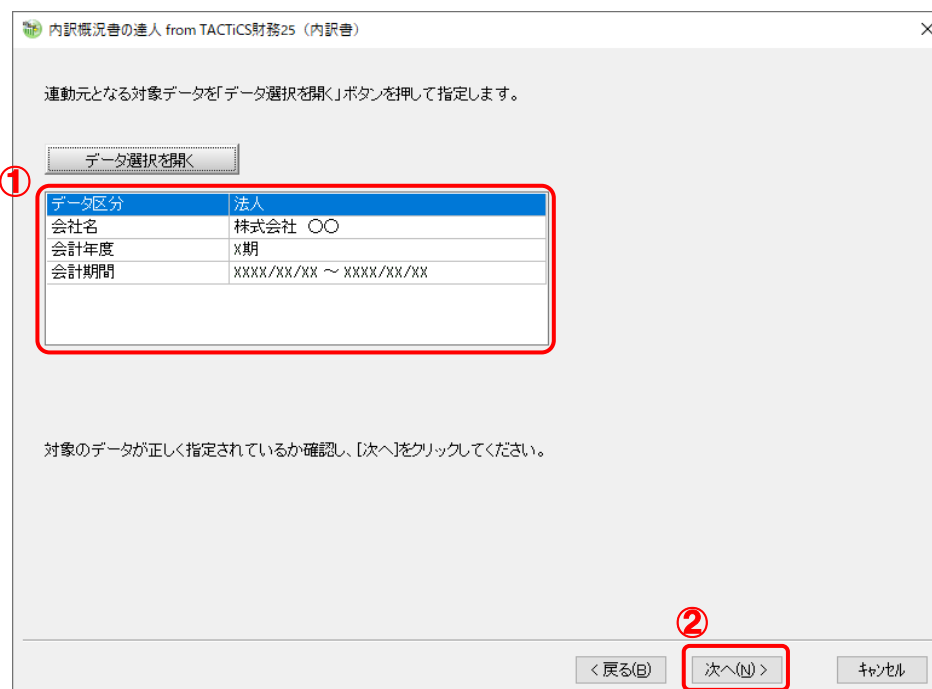 内訳概況書の達人 from TACTiCS財務25（内訳書）
連動元となる対象データを「データ選択を開く」ボタンを押して指定します。
データ選択を開く
①
データ区分 法人
会社名 株式会社 〇〇
会計年度 X期
会計期間 XXXX/XX/XX ～ XXXX/XX/XX
対象のデータが正しく指定されているか確認し、[次へ]をクリックしてください。
②
< 戻る(B) 次へ(N) > キャンセル